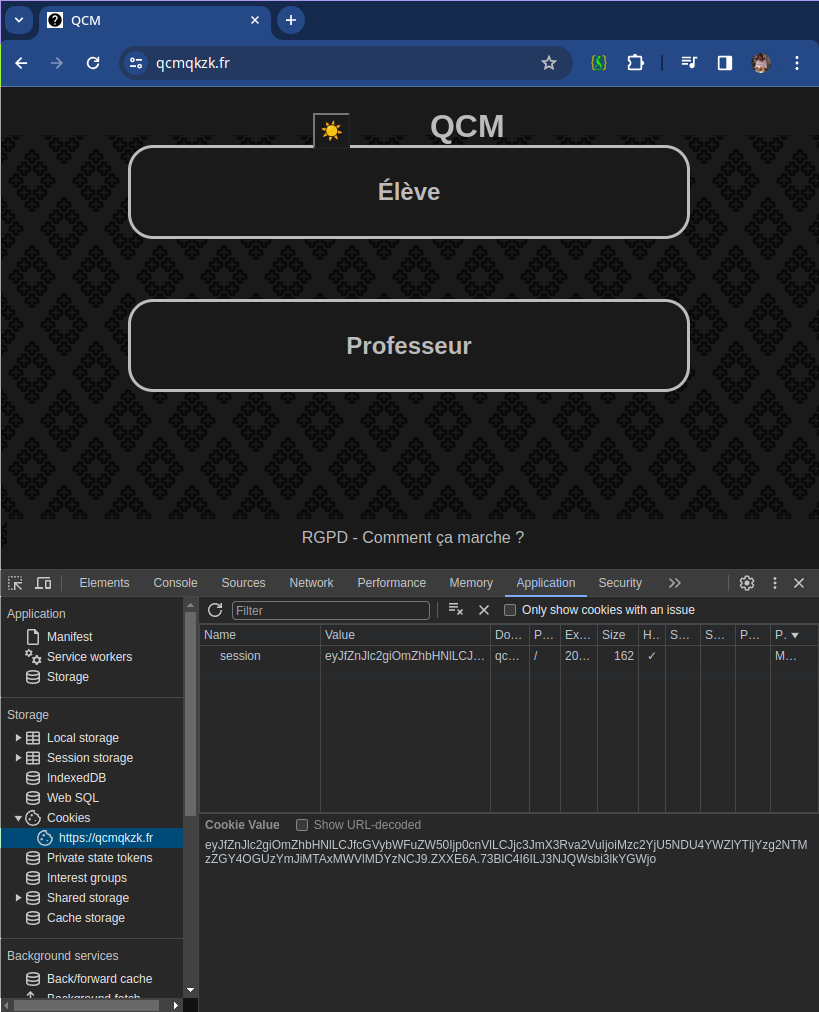 QCM
qcmqkzk.fr
QCM
Élève
Professeur
RGPD - Comment ça marche ?
Elements Console Sources Network Performance Memory Application Security
Application
Manifest
Service workers
Storage
Storage
Local storage
Session storage
IndexedDB
Web SQL
Cookies
https://qcmqkzk.fr
Private state tokens
Interest groups
Shared storage
Cache storage
Background services
Back/forward cache
Background fetch
Filter Only show cookies with an issue
Name Value Do... P... Ex... Size H.. S... S... P... P.
session eyJfZnJlc2giOmZhbHNlLCJ... qc... / 20... 162 ✓ M...
Cookie Value Show URL-decoded